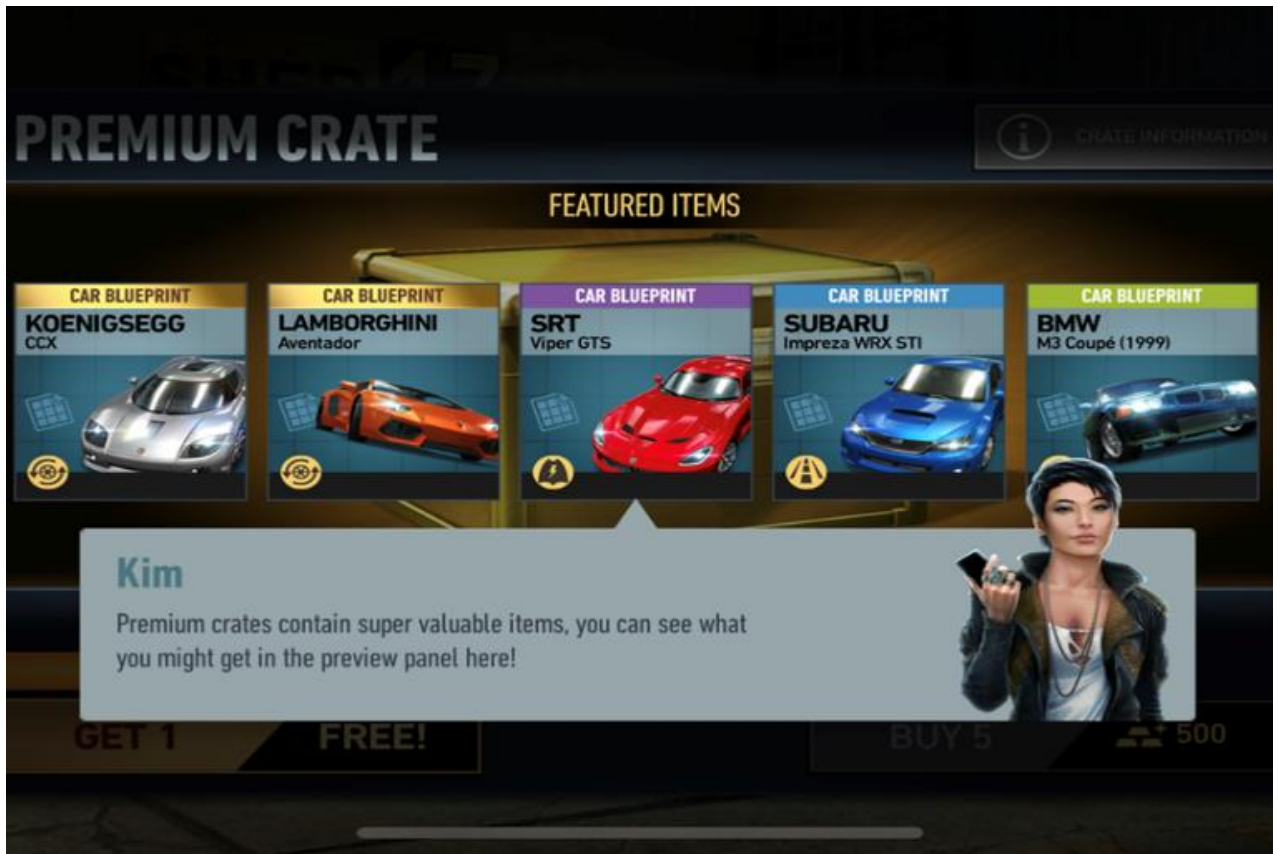 PREMIUM CRATE
CRATE INFORMATION
FEATURED ITEMS
CAR BLUEPRINT
KOENIGSEGG
CCX
CAR BLUEPRINT
LAMBORGHINI
Aventador
CAR BLUEPRINT
SRT
Viper GTS
CAR BLUEPRINT
SUBARU
Impreza WRX STI
CAR BLUEPRINT
BMW
M3 Coupé (1999)
Kim
Premium crates contain super valuable items, you can see what
you might get in the preview panel here!
GET 1 FREE!
BUY 5 500